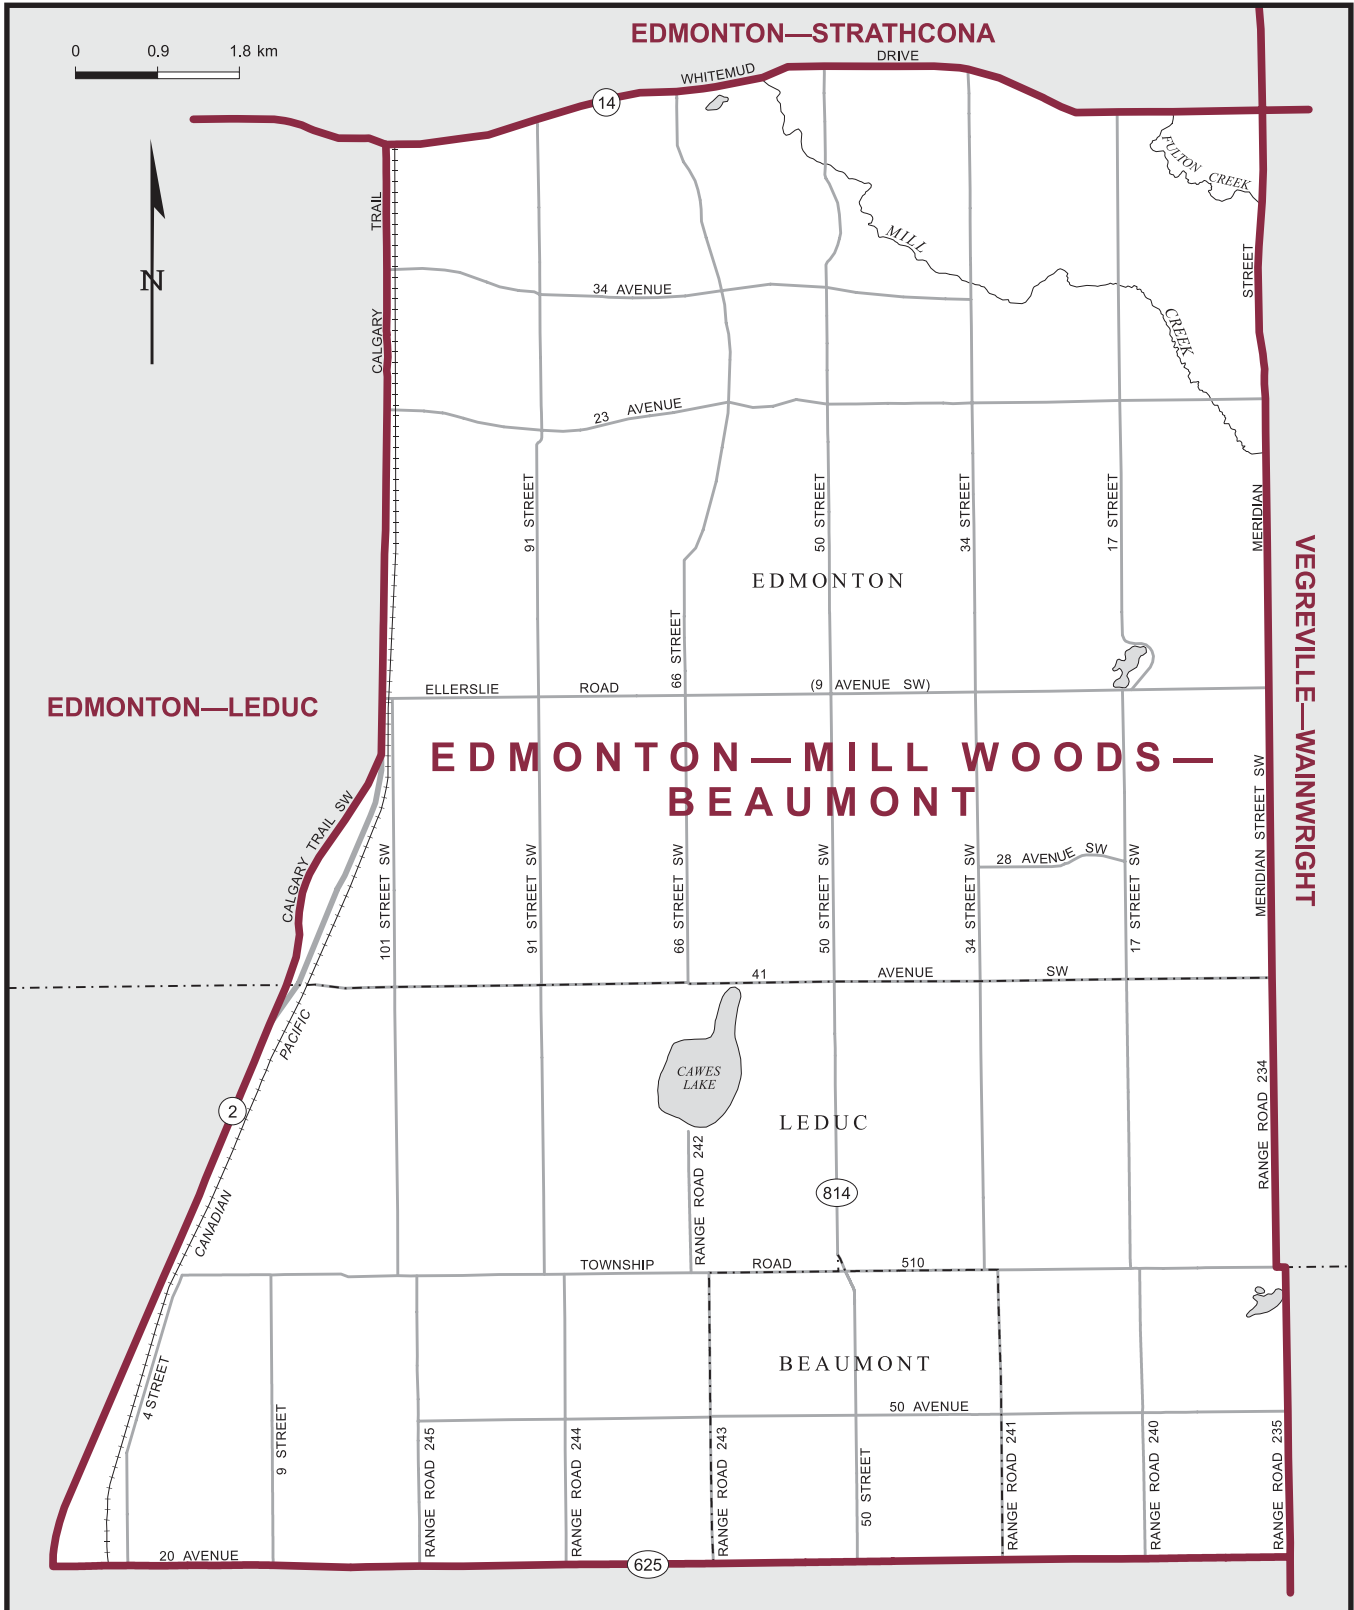 EDMONTON—STRATHCONA
0 0.9 1.8 km
WHITEMUD DRIVE
14
N
TRAIL
CALGARY
FULTON CREEK
MILL
CREEK
STREET
MERIDIAN
34 AVENUE
23 AVENUE
91 STREET
50 STREET
34 STREET
17 STREET
EDMONTON
66 STREET
VEGREVILLE—WAINWRIGHT
EDMONTON—LEDUC
ELLERSLIE ROAD (9 AVENUE SW)
EDMONTON—MILL WOODS—
BEAUMONT
CALGARY TRAIL SW
101 STREET SW
91 STREET SW
66 STREET SW
50 STREET SW
34 STREET SW
28 AVENUE SW
17 STREET SW
MERIDIAN STREET SW
41 AVENUE SW
CANADIAN PACIFIC
2
CAWES
LAKE
LEDUC
RANGE ROAD 242
814
RANGE ROAD 234
TOWNSHIP ROAD 510
BEAUMONT
50 AVENUE
4 STREET
9 STREET
RANGE ROAD 245
RANGE ROAD 244
RANGE ROAD 243
50 STREET
RANGE ROAD 241
RANGE ROAD 240
RANGE ROAD 235
20 AVENUE
625